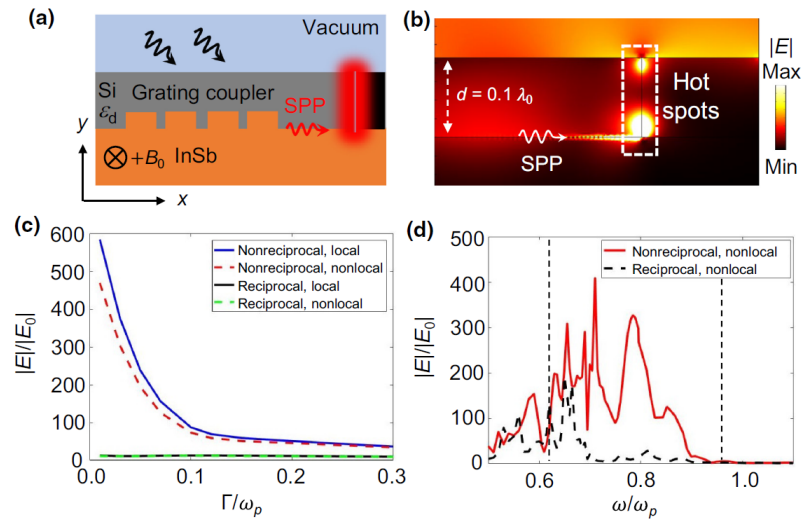 (a)
Vacuum
Si
Grating coupler
εd
SPP
y
+B0
InSb
x
(b)
|E|
Max
d = 0.1 λ0
Hot
spots
SPP
Min
(c)
600
Nonreciprocal, local
500
Nonreciprocal, nonlocal
Reciprocal, local
400
Reciprocal, nonlocal
300
200
100
0
|E|/|E0|
0.0
0.1
0.2
0.3
Γ/ωp
(d)
500
Nonreciprocal, nonlocal
Reciprocal, nonlocal
400
300
200
100
0
|E|/|E0|
0.6
0.8
1.0
ω/ωp